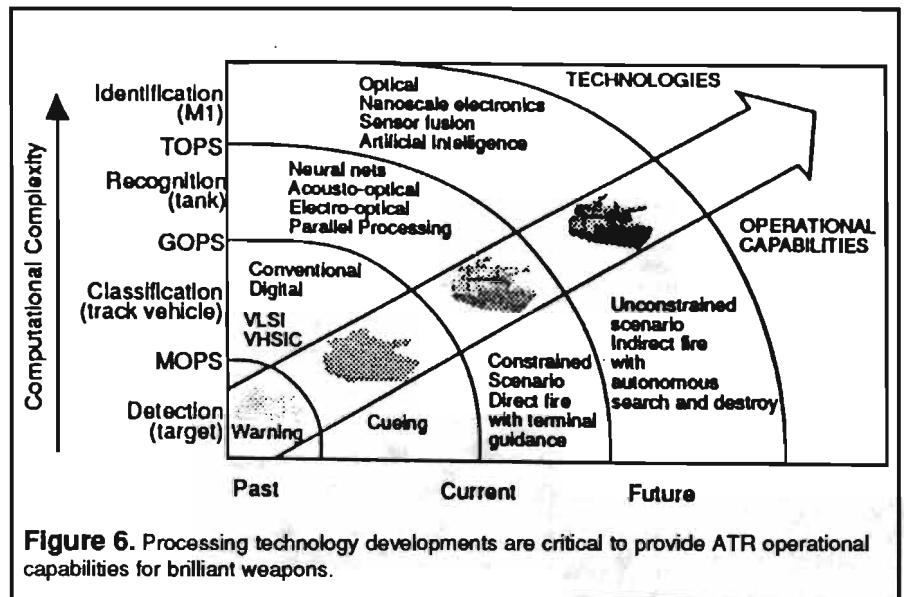 Computational Complexity
Identification
(M1)
TOPS
Recognition
(tank)
GOPS
Classification
(track vehicle)
MOPS
Detection
(target)
TECHNOLOGIES
Optical
Nanoscale electronics
Sensor fusion
Artificial Intelligence
Neural nets
Acousto-optical
Electro-optical
Parallel Processing
Conventional
Digital
VLSI
VHSIC
OPERATIONAL
CAPABILITIES
Warning
Cueing
Constrained
Scenario
Direct fire
with terminal
guidance
Unconstrained
scenario
Indirect fire
with
autonomous
search and destroy
Past
Current
Future
Figure 6. Processing technology developments are critical to provide ATR operational
capabilities for brilliant weapons.